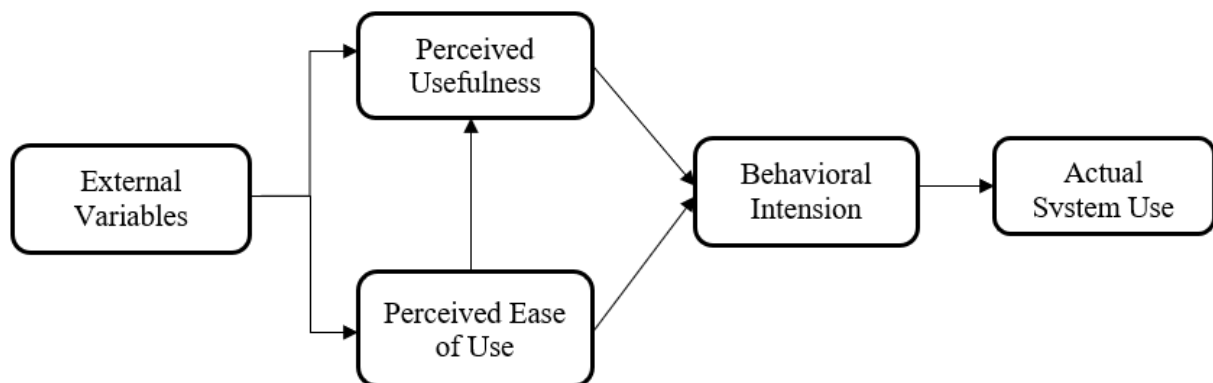 Perceived
Usefulness
External
Variables
Behavioral
Intension
Actual
System Use
Perceived Ease
of Use